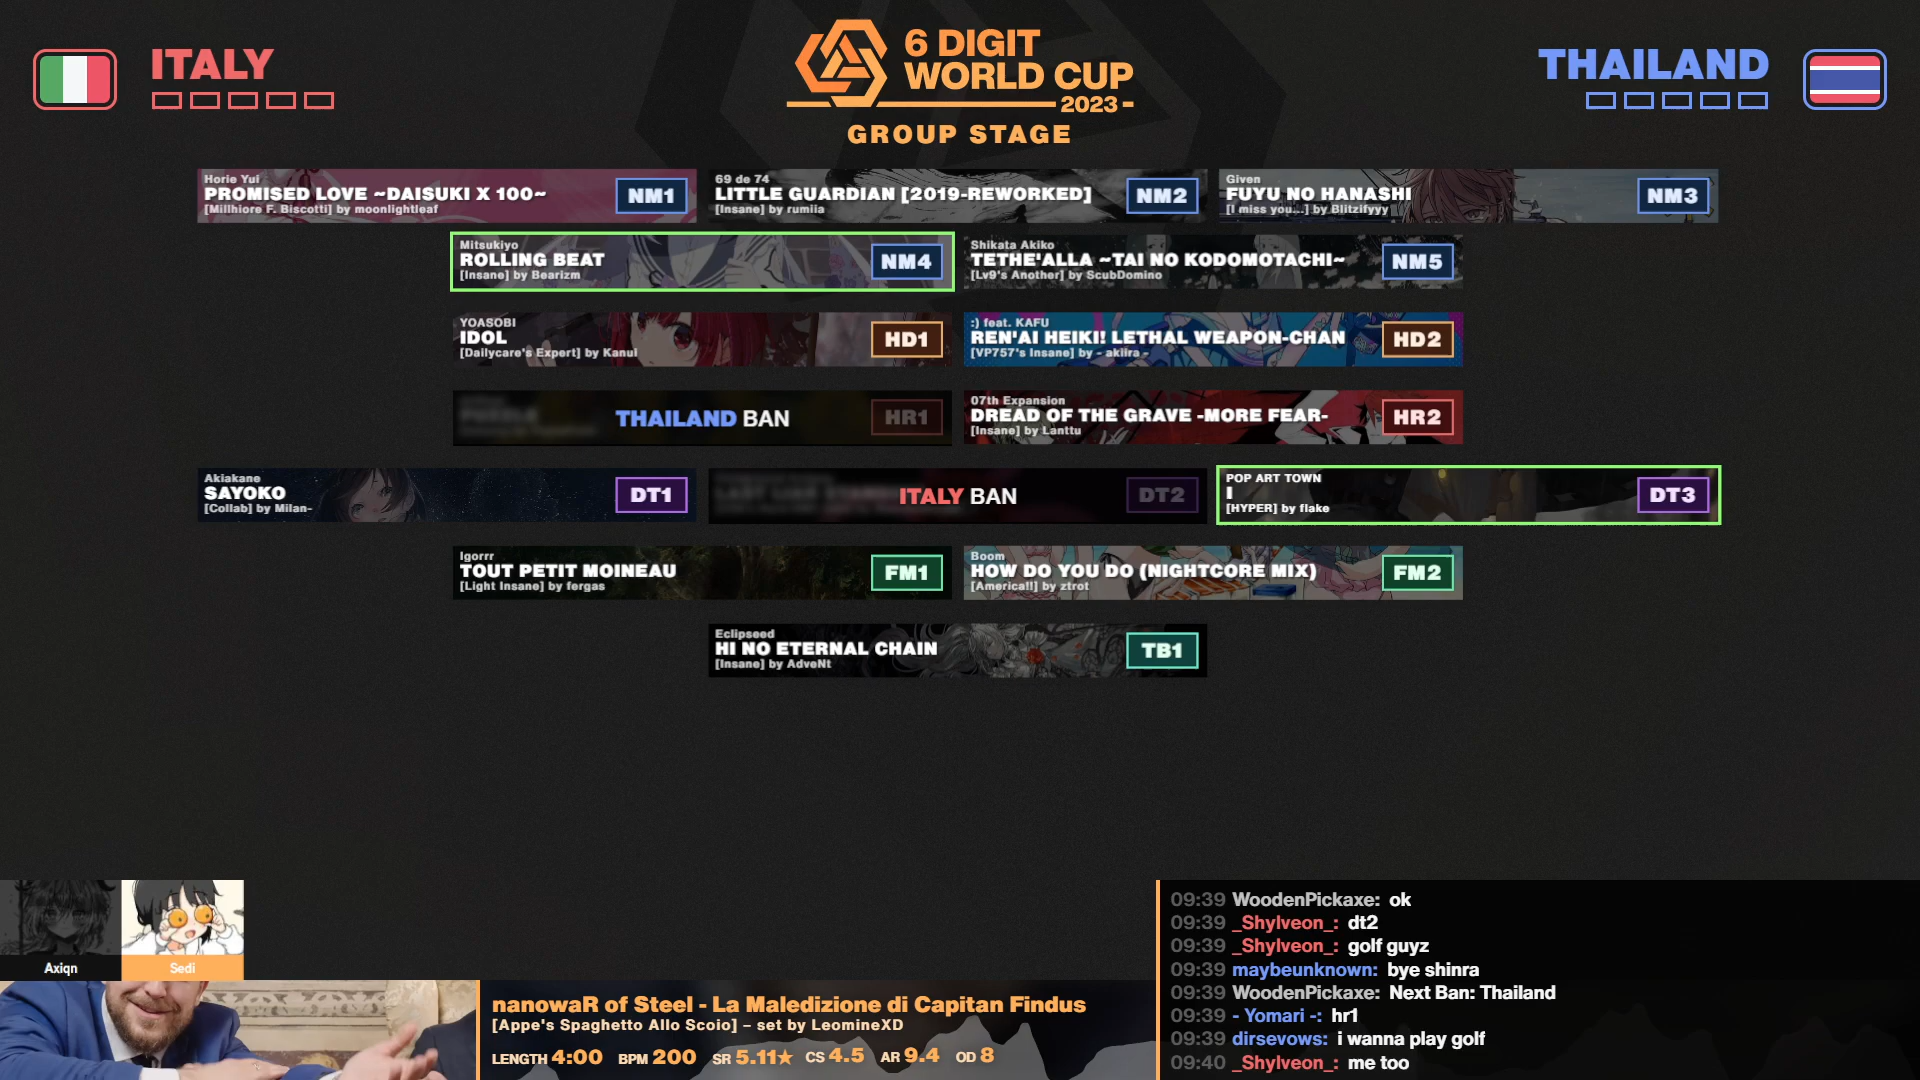 ITALY
6 DIGIT
WORLD CUP
2023
GROUP STAGE
THAILAND
Horie Yui
PROMISED LOVE ~DAISUKI X 100~
[Millhiore F. Biscotti] by moonlightleaf
NM1
69 de 74
LITTLE GUARDIAN [2019-REWORKED]
[Insane] by rumiia
NM2
Given
FUYU NO HANASHI
[I miss you...] by Blitzifyyy
NM3
Mitsukiyo
ROLLING BEAT
[Insane] by Bearizm
NM4
Shikata Akiko
TETHE'ALLA ~TAI NO KODOMOTACHI~
[Lv9's Another] by ScubDomino
NM5
YOASOBI
IDOL
[Dailycare's Expert] by Kanui
HD1
:) feat. KAFU
REN'AI HEIKI! LETHAL WEAPON-CHAN
[VP757's Insane] by - akiira -
HD2
THAILAND BAN
HR1
07th Expansion
DREAD OF THE GRAVE -MORE FEAR-
[Insane] by Lanttu
HR2
Akiakane
SAYOKO
[Collab] by Milan-
DT1
ITALY BAN
DT2
POP ART TOWN
I
[HYPER] by flake
DT3
Igorrr
TOUT PETIT MOINEAU
[Light Insane] by fergas
FM1
Boom
HOW DO YOU DO (NIGHTCORE MIX)
[America!!] by ztrot
FM2
Eclipseed
HI NO ETERNAL CHAIN
[Insane] by AdveNt
TB1
Axiqn
Sedi
nanowaR of Steel - La Maledizione di Capitan Findus
[Appe's Spaghetto Allo Scoio] – set by LeomineXD
LENGTH 4:00 BPM 200 SR 5.11★ CS 4.5 AR 9.4 OD 8
09:39 WoodenPickaxe: ok
09:39 _Shylveon_: dt2
09:39 _Shylveon_: golf guyz
09:39 maybeunknown: bye shinra
09:39 WoodenPickaxe: Next Ban: Thailand
09:39 - Yomari -: hr1
09:39 dirsevows: i wanna play golf
09:40 _Shylveon_: me too